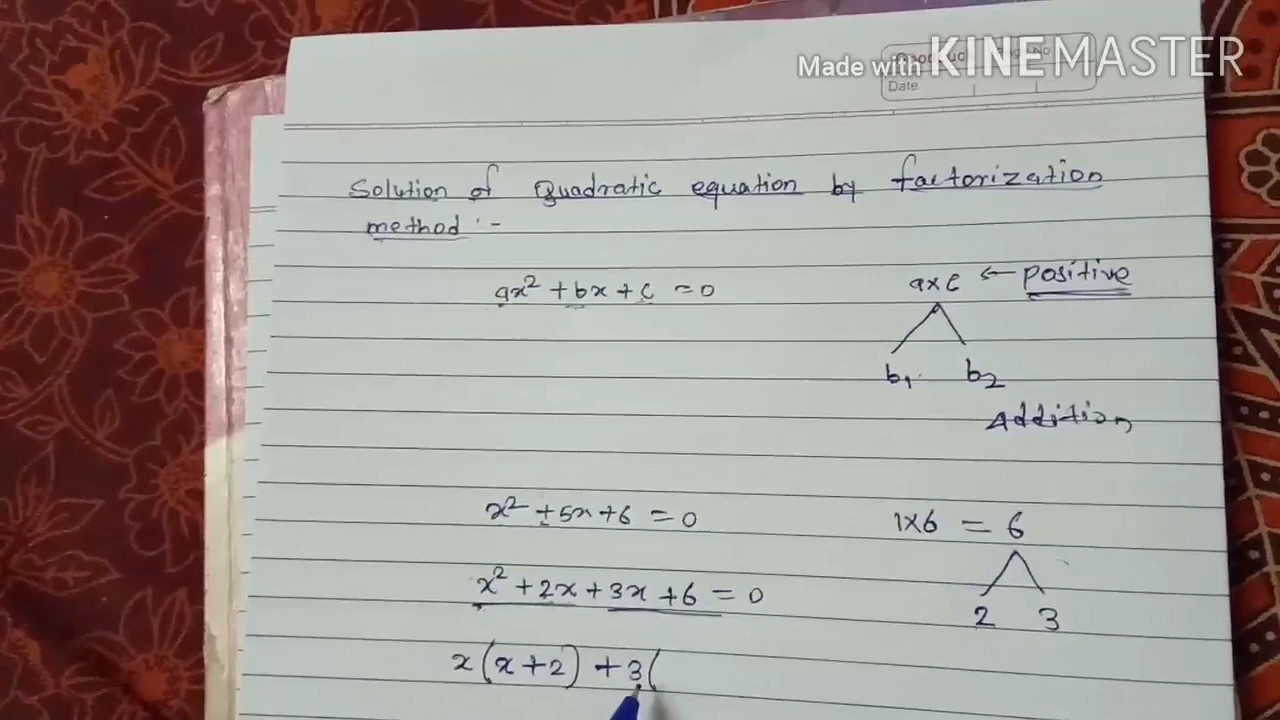 Made with KINEMASTER
Date
Solution of Quadratic equation by factorization
method :-
ax² + bx + c = 0
a×c ← positive
b₁ b₂
Addition
x² + 5x + 6 = 0
1×6 = 6
x² + 2x + 3x + 6 = 0
2 3
x(x+2) + 3(